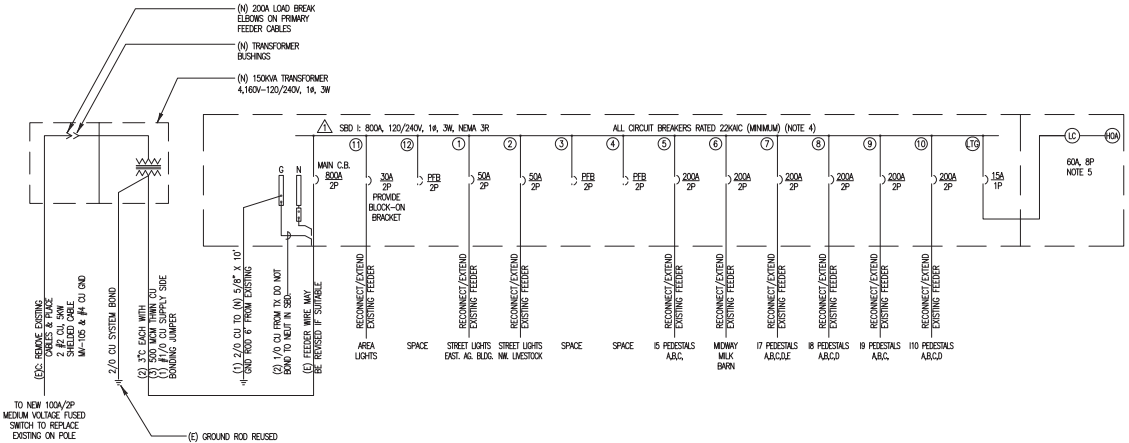 (N) 200A LOAD BREAK
ELBOWS ON PRIMARY
FEEDER CABLES
(N) TRANSFORMER
BUSHINGS
(N) 150KVA TRANSFORMER
4,160V-120/240V, 1ø, 3W
1 SBD I: 800A, 120/240V, 1ø, 3W, NEMA 3R
ALL CIRCUIT BREAKERS RATED 22KAIC (MINIMUM) (NOTE 4)
11
12
1
2
3
4
5
6
7
8
9
10
LTG
LC
HOA
G
N
MAIN C.B.
800A
2P
30A
2P
PROVIDE
BLOCK-ON
BRACKET
PFB
2P
50A
2P
50A
2P
PFB
2P
PFB
2P
200A
2P
200A
2P
200A
2P
200A
2P
200A
2P
200A
2P
15A
1P
60A, 8P
NOTE 5
(E)C: REMOVE EXISTING
CABLES & PLACE
2 #2 CU, 5KW
SHIELDED CABLE
MV-105 & #4 CU GND
2/0 CU SYSTEM BOND
(2) 3"C EACH WITH
(3) 500 MCM THWN CU
(1) #1/0 CU SUPPLY SIDE
BONDING JUMPER
(1) 2/0 CU TO (N) 5/8" X 10'
GND ROD 6' FROM EXISTING
(2) 1/0 CU FROM TX DO NOT
BOND TO NEUT IN SBD.
(E) FEEDER WIRE MAY
BE REVISED IF SUITABLE
RECONNECT/EXTEND
EXISTING FEEDER
RECONNECT/EXTEND
EXISTING FEEDER
RECONNECT/EXTEND
EXISTING FEEDER
RECONNECT/EXTEND
EXISTING FEEDER
RECONNECT/EXTEND
EXISTING FEEDER
RECONNECT/EXTEND
EXISTING FEEDER
RECONNECT/EXTEND
EXISTING FEEDER
RECONNECT/EXTEND
EXISTING FEEDER
RECONNECT/EXTEND
EXISTING FEEDER
AREA
LIGHTS
SPACE
STREET LIGHTS
EAST. AG. BLDG.
STREET LIGHTS
NW. LIVESTOCK
SPACE
SPACE
I5 PEDESTALS
A,B,C,
MIDWAY
MILK
BARN
I7 PEDESTALS
A,B,C,D,E
I8 PEDESTALS
A,B,C,D
I9 PEDESTALS
A,B,C,
I10 PEDESTALS
A,B,C,D
TO NEW 100A/2P
MEDIUM VOLTAGE FUSED
SWITCH TO REPLACE
EXISTING ON POLE
(E) GROUND ROD REUSED